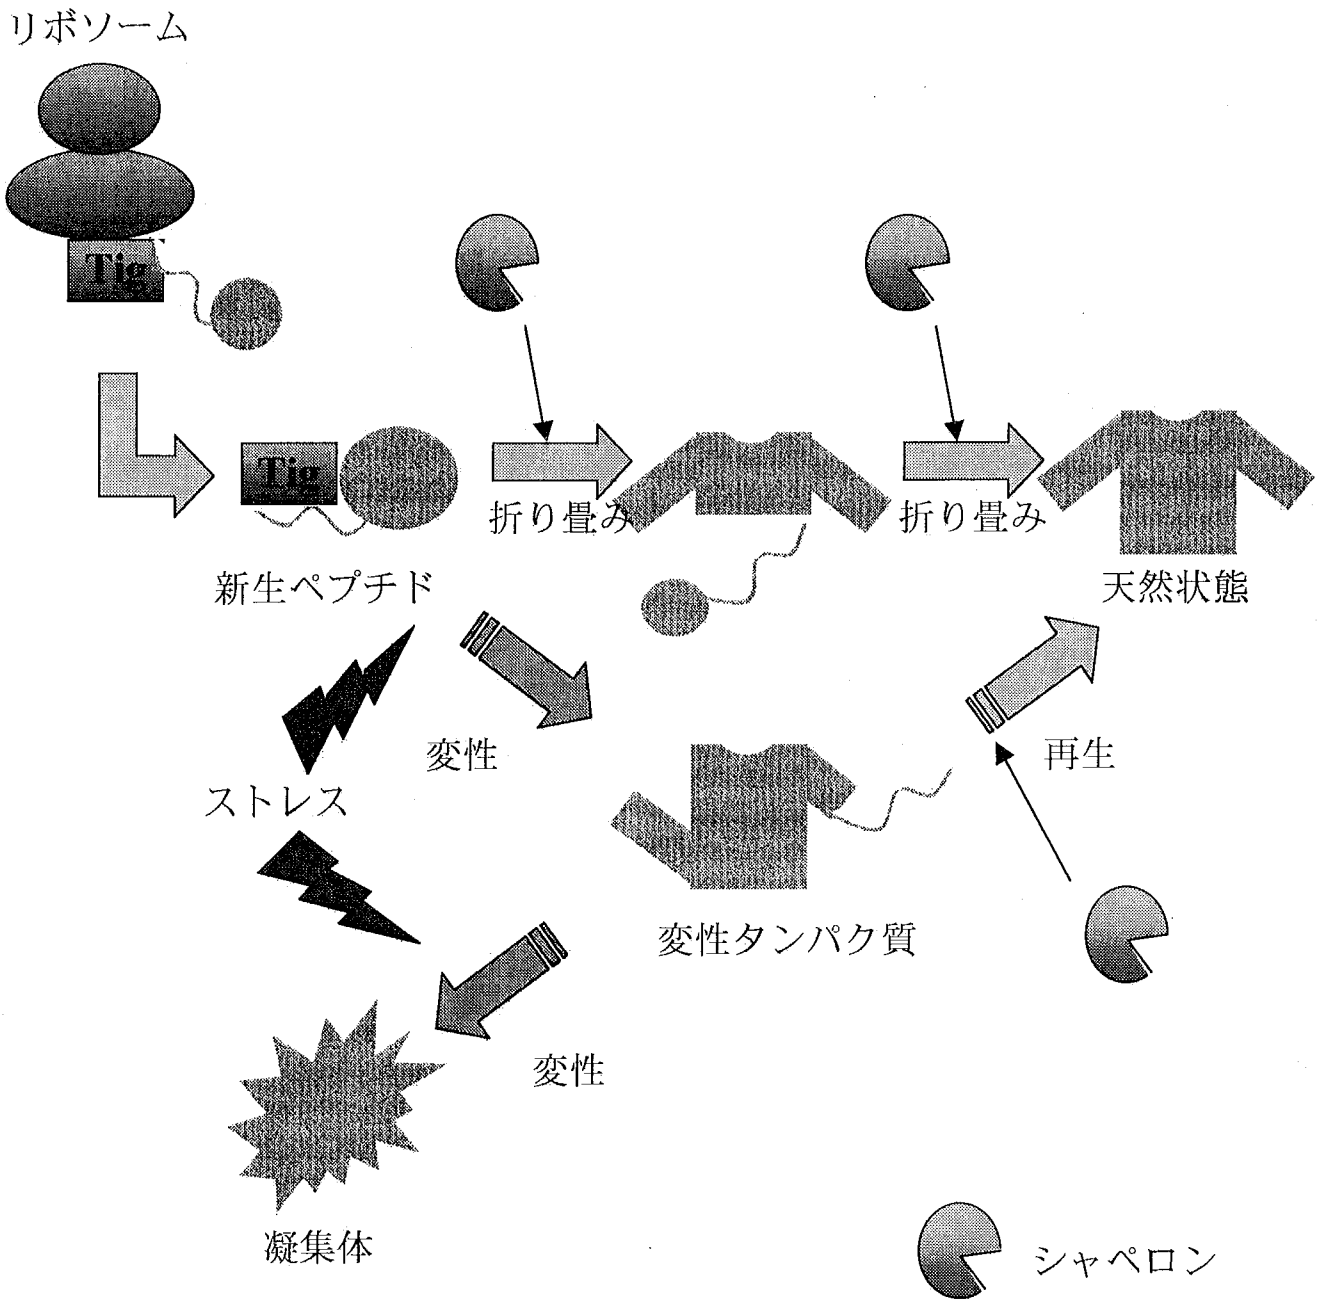 リボソーム
Tig
Tig
折り畳み
折り畳み
新生ペプチド
天然状態
変性
再生
ストレス
変性タンパク質
変性
凝集体
シャペロン